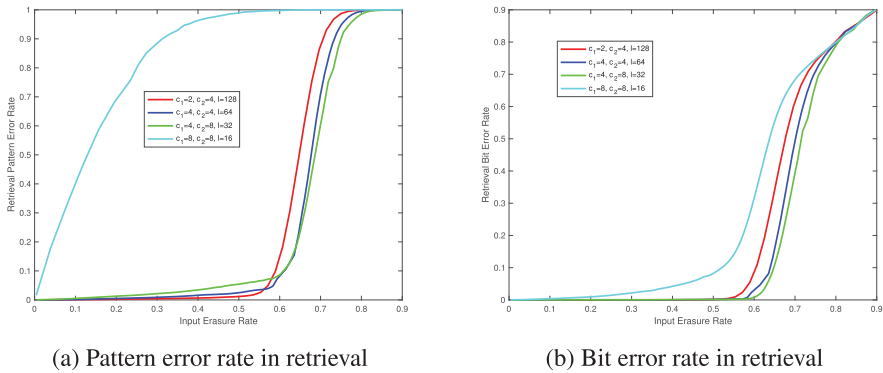 1
0.9
0.8
0.7
0.6
0.5
0.4
0.3
0.2
0.1
0
Retrieval Pattern Error Rate
c1=2, c2=4, l=128
c1=4, c2=4, l=64
c1=4, c2=8, l=32
c1=8, c2=8, l=16
0 0.1 0.2 0.3 0.4 0.5 0.6 0.7 0.8 0.9
Input Erasure Rate
(a) Pattern error rate in retrieval
0.9
0.8
0.7
0.6
0.5
0.4
0.3
0.2
0.1
0
Retrieval Bit Error Rate
c1=2, c2=4, l=128
c1=4, c2=4, l=64
c1=4, c2=8, l=32
c1=8, c2=8, l=16
0 0.1 0.2 0.3 0.4 0.5 0.6 0.7 0.8 0.9
Input Erasure Rate
(b) Bit error rate in retrieval